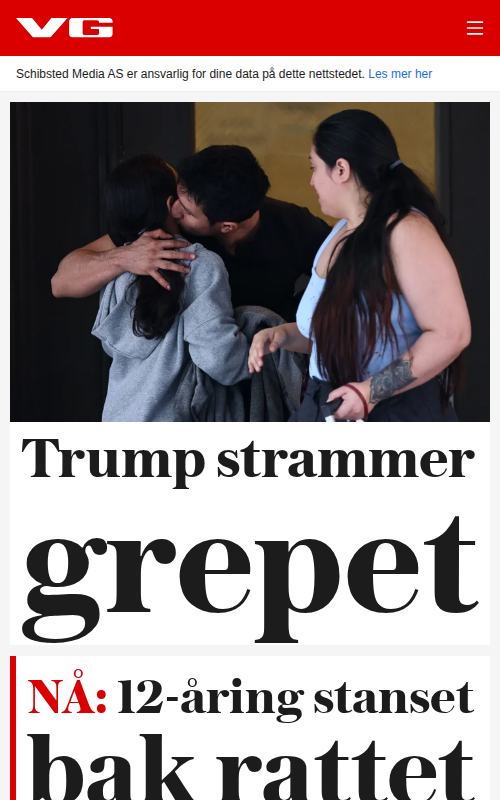 VG
Schibsted Media AS er ansvarlig for dine data på dette nettstedet. Les mer her
Trump strammer
grepet
NÅ: 12-åring stanset
bak rattet